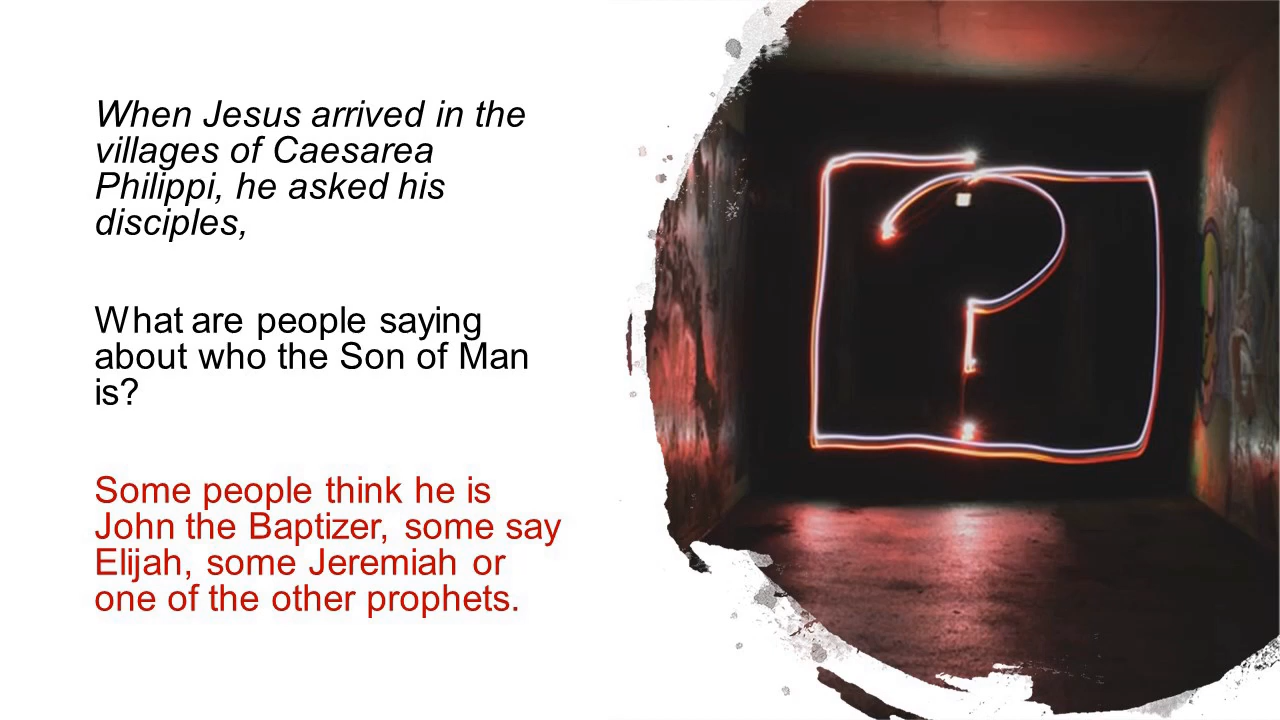 When Jesus arrived in the
villages of Caesarea
Philippi, he asked his
disciples,
What are people saying
about who the Son of Man
is?
Some people think he is
John the Baptizer, some say
Elijah, some Jeremiah or
one of the other prophets.
?